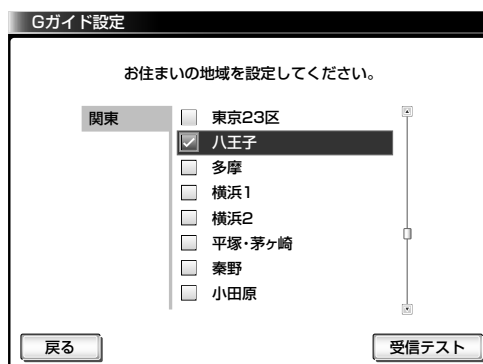 Gガイド設定
お住まいの地域を設定してください。
関東
東京23区
八王子
多摩
横浜1
横浜2
平塚・茅ヶ崎
秦野
小田原
戻る
受信テスト